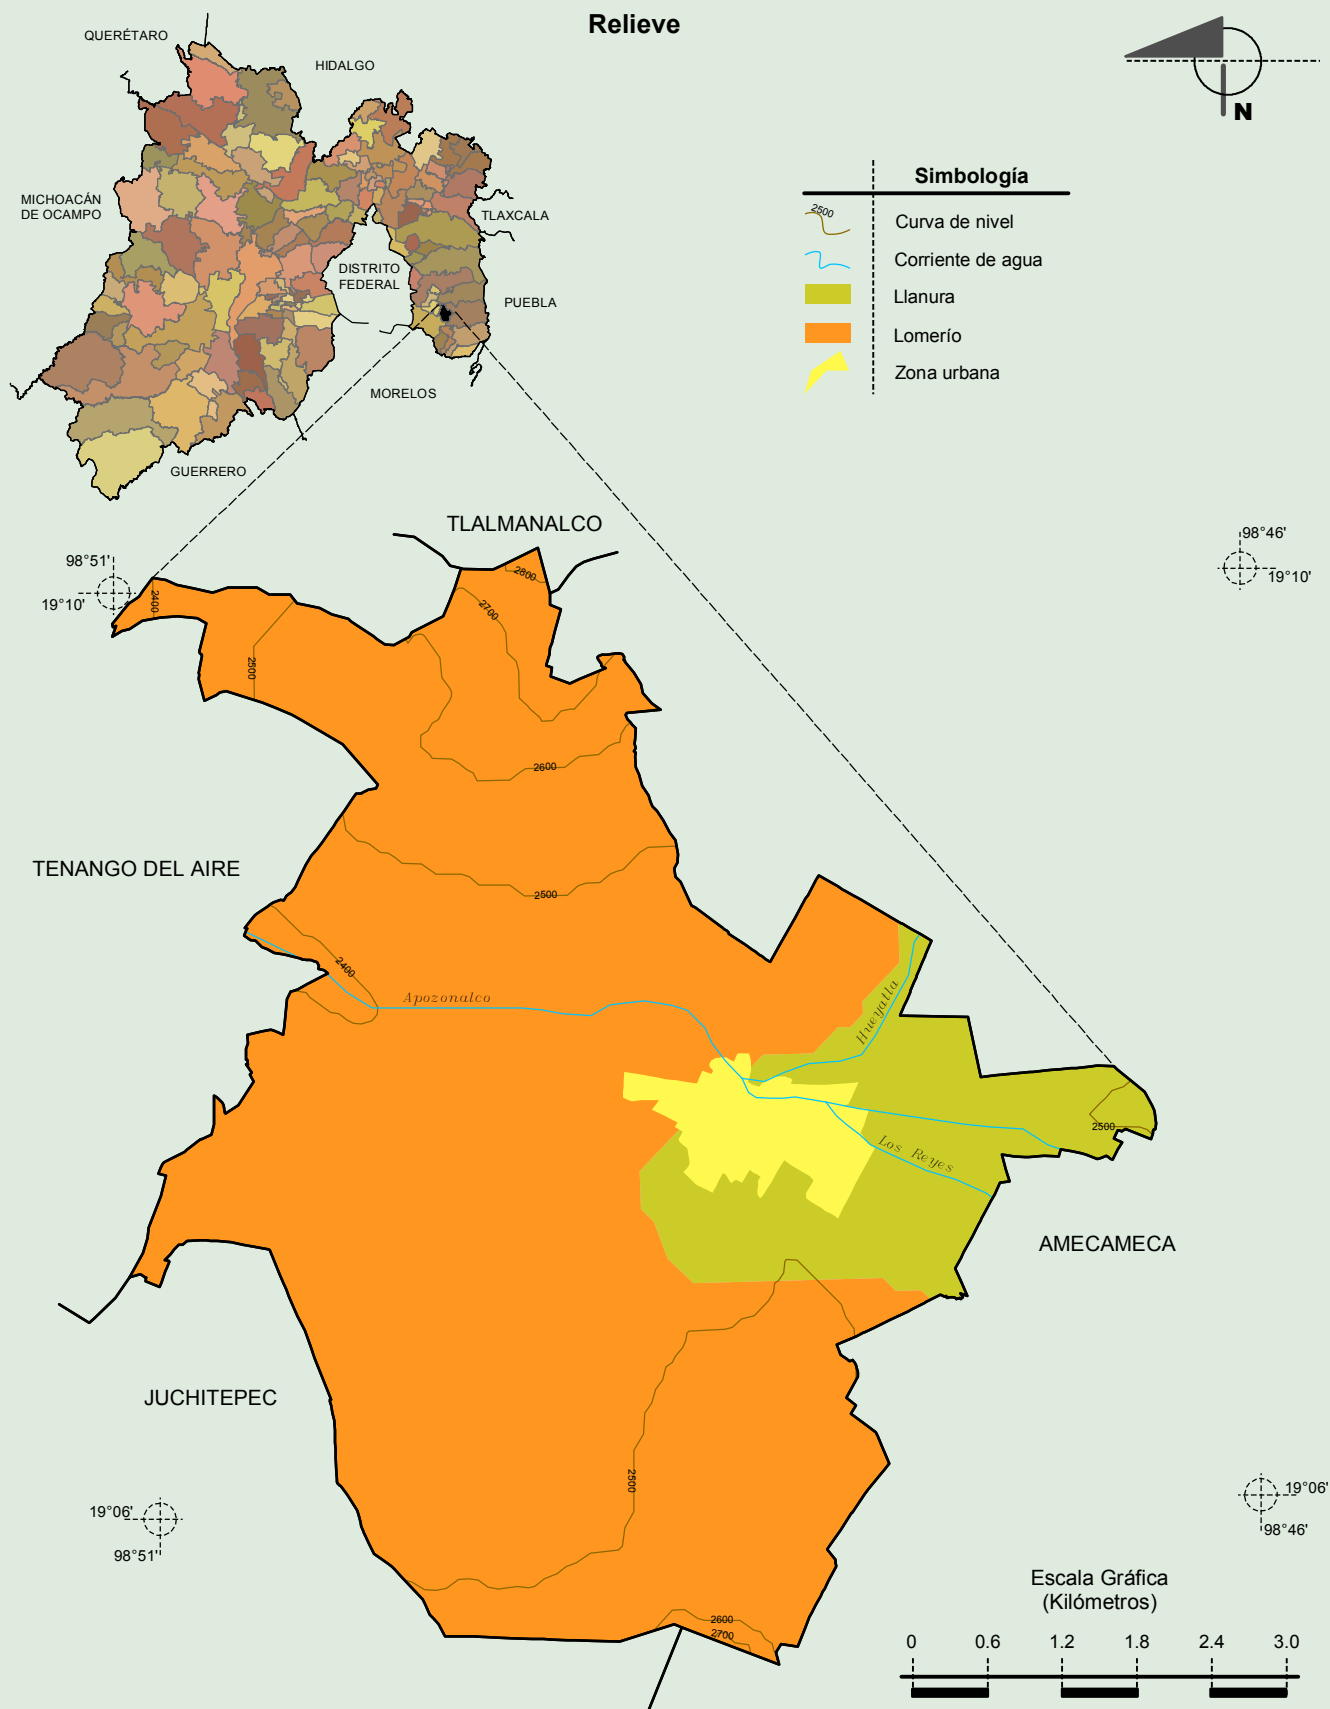 Relieve
QUERÉTARO
HIDALGO
MICHOACÁN
DE OCAMPO
TLAXCALA
DISTRITO
FEDERAL
PUEBLA
MORELOS
GUERRERO
N
Simbología
2500
Curva de nivel
Corriente de agua
Llanura
Lomerío
Zona urbana
TLALMANALCO
98°51'
19°10'
98°46'
19°10'
2400
2500
2800
2700
2600
2500
TENANGO DEL AIRE
2400
Apozonalco
Hueyalla
Los Reyes
2500
AMECAMECA
JUCHITEPEC
2500
2600
2700
19°06'
98°51'
19°06'
98°46'
Escala Gráfica
(Kilómetros)
0 0.6 1.2 1.8 2.4 3.0